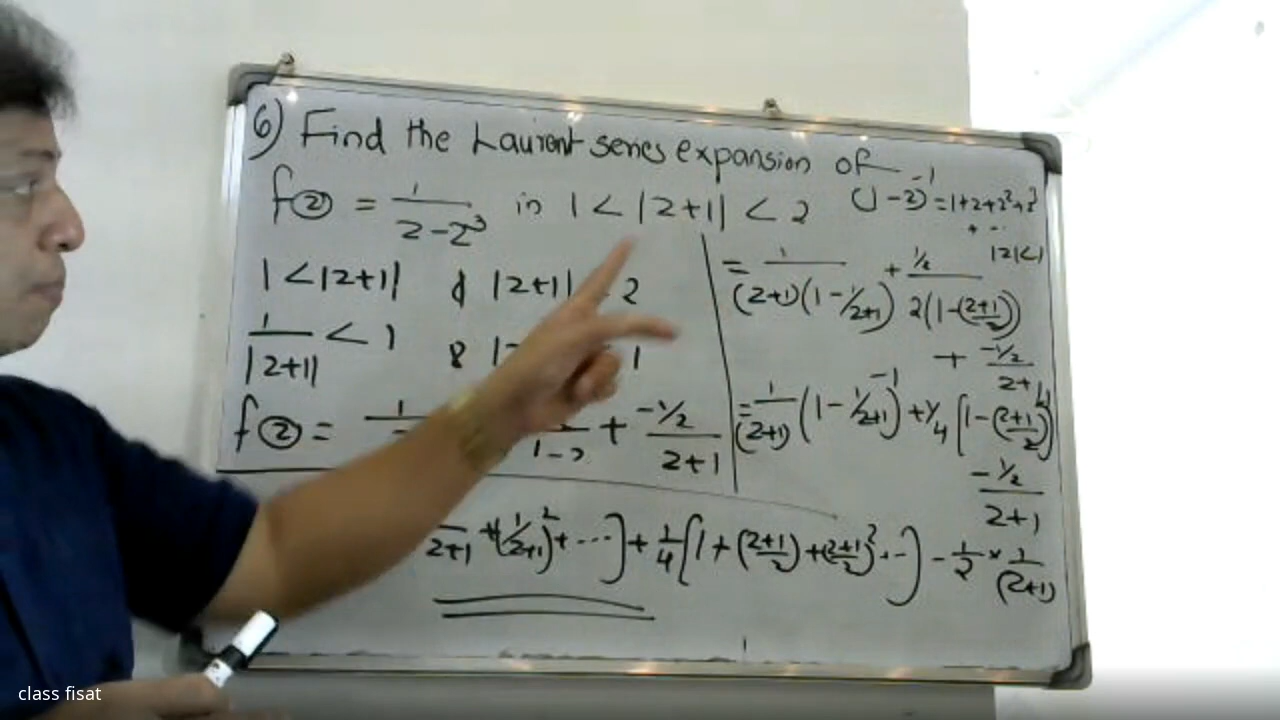 6) Find the Laurent series expansion of
f(z) = 1/(z-z³) in 1 < |z+1| < 2
(1-z)⁻¹ = 1+z+z²+z³
+ ...
|z|<1
1 < |z+1| & |z+1| 2
1/|z+1| < 1 & 1
f(z) = 1/ 1-z + (-1/2)/(z+1)
= 1/((z+1)(1-1/(z+1))) + (1/2)/(2(1-((z+1)/2)))
+ (-1/2)/(z+1)
= 1/(z+1) (1-1/(z+1))⁻¹ + 1/4 [1-((z+1)/2)]
(-1/2)/(z+1)
z+1 + (1/(z+1))² + ...] + 1/4 [1+((z+1)/2)+((z+1)/2)²+..] - 1/2 × 1/(z+1)
class fisat